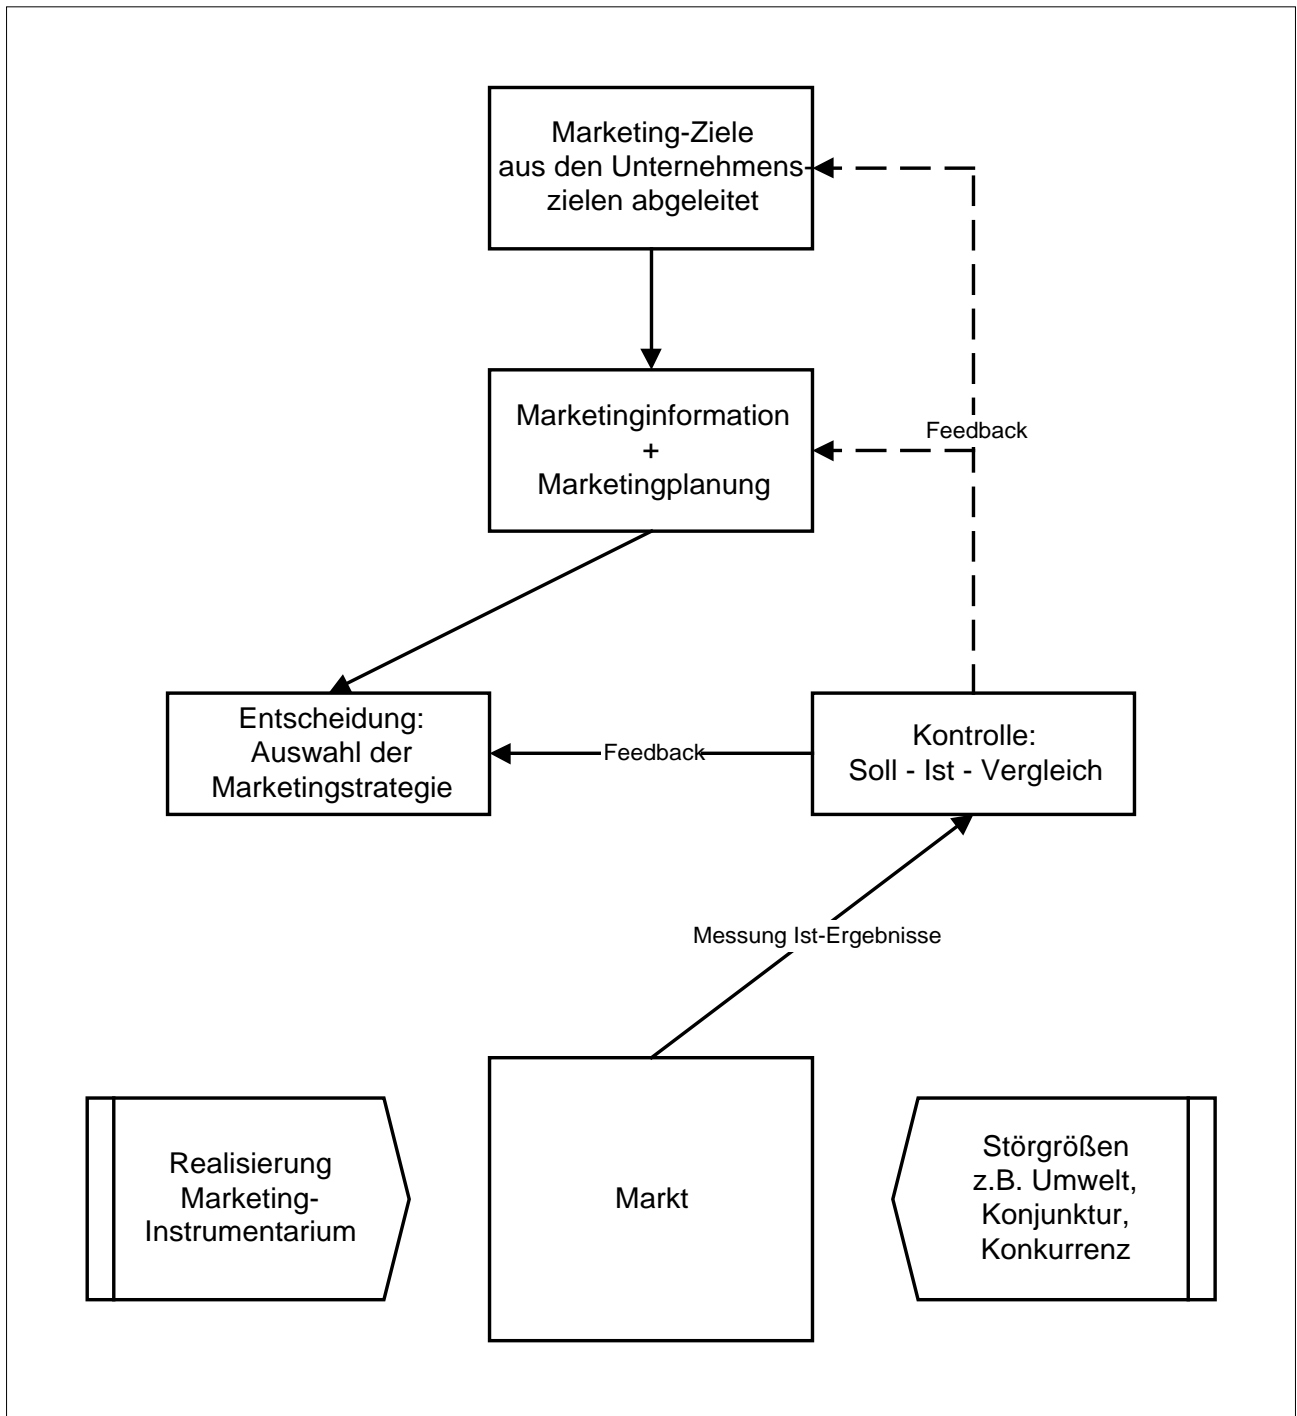 Marketing-Ziele
aus den Unternehmens-
zielen abgeleitet
Marketinginformation
+
Marketingplanung
Feedback
Entscheidung:
Auswahl der
Marketingstrategie
Feedback
Kontrolle:
Soll - Ist - Vergleich
Messung Ist-Ergebnisse
Realisierung
Marketing-
Instrumentarium
Markt
Störgrößen
z.B. Umwelt,
Konjunktur,
Konkurrenz